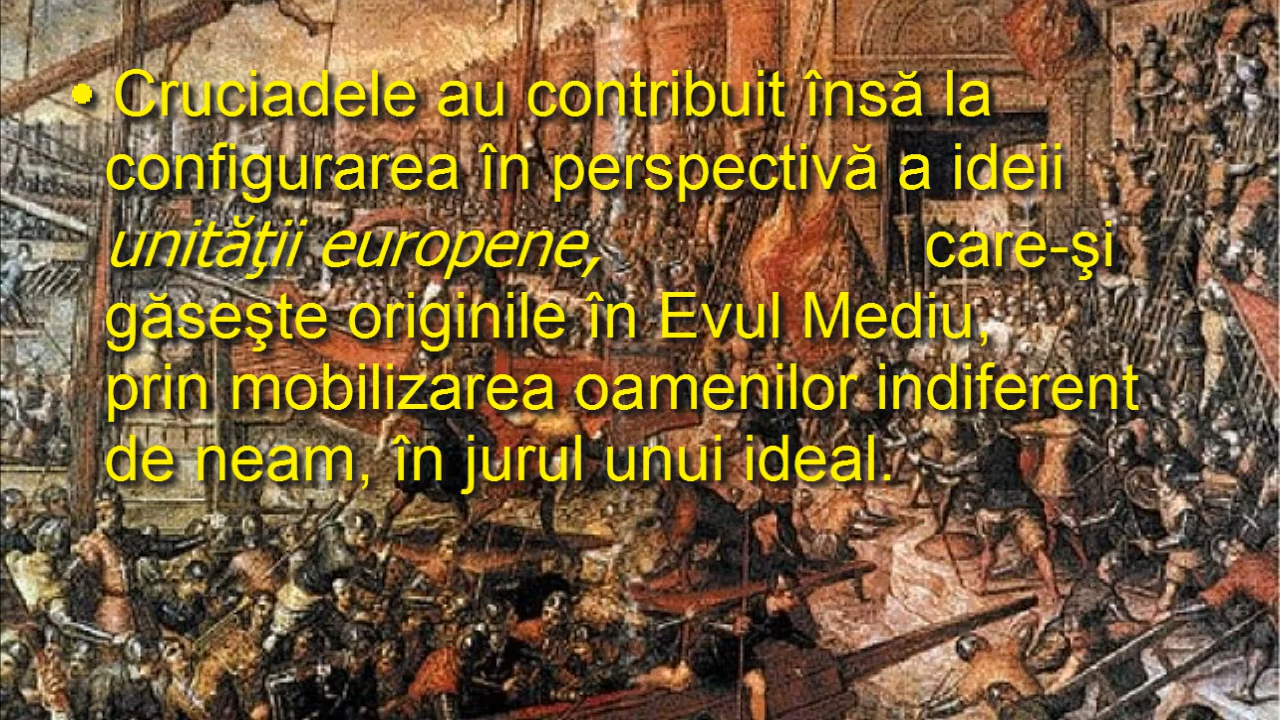 • Cruciadele au contribuit însă la
configurarea în perspectivă a ideii
unităţii europene, care-şi
găseşte originile în Evul Mediu,
prin mobilizarea oamenilor indiferent
de neam, în jurul unui ideal.